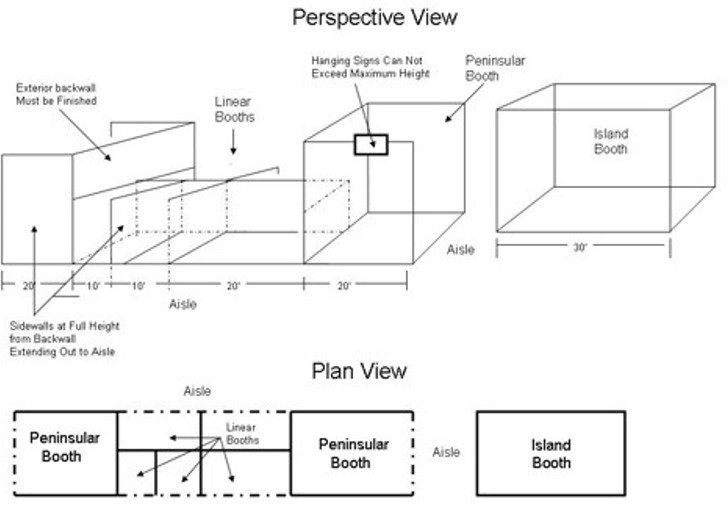 Perspective View
Hanging Signs Can Not
Exceed Maximum Height
Peninsular
Booth
Exterior backwall
Must be Finished
Linear
Booths
Island
Booth
Aisle
30'
20'
10'
10'
20'
20'
Aisle
Sidewalls at Full Height
from Backwall
Extending Out to Aisle
Plan View
Aisle
Peninsular
Booth
Linear
Booths
Peninsular
Booth
Aisle
Island
Booth